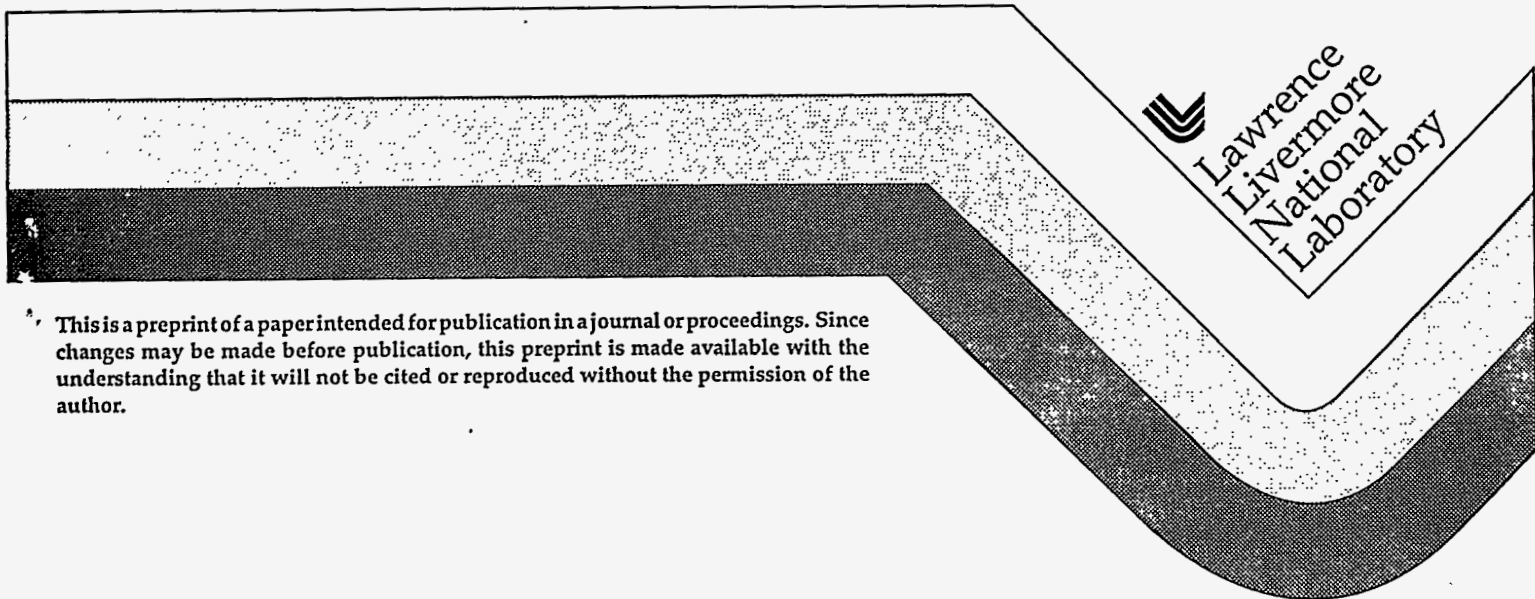 Lawrence
Livermore
National
Laboratory
This is a preprint of a paper intended for publication in a journal or proceedings. Since
changes may be made before publication, this preprint is made available with the
understanding that it will not be cited or reproduced without the permission of the
author.